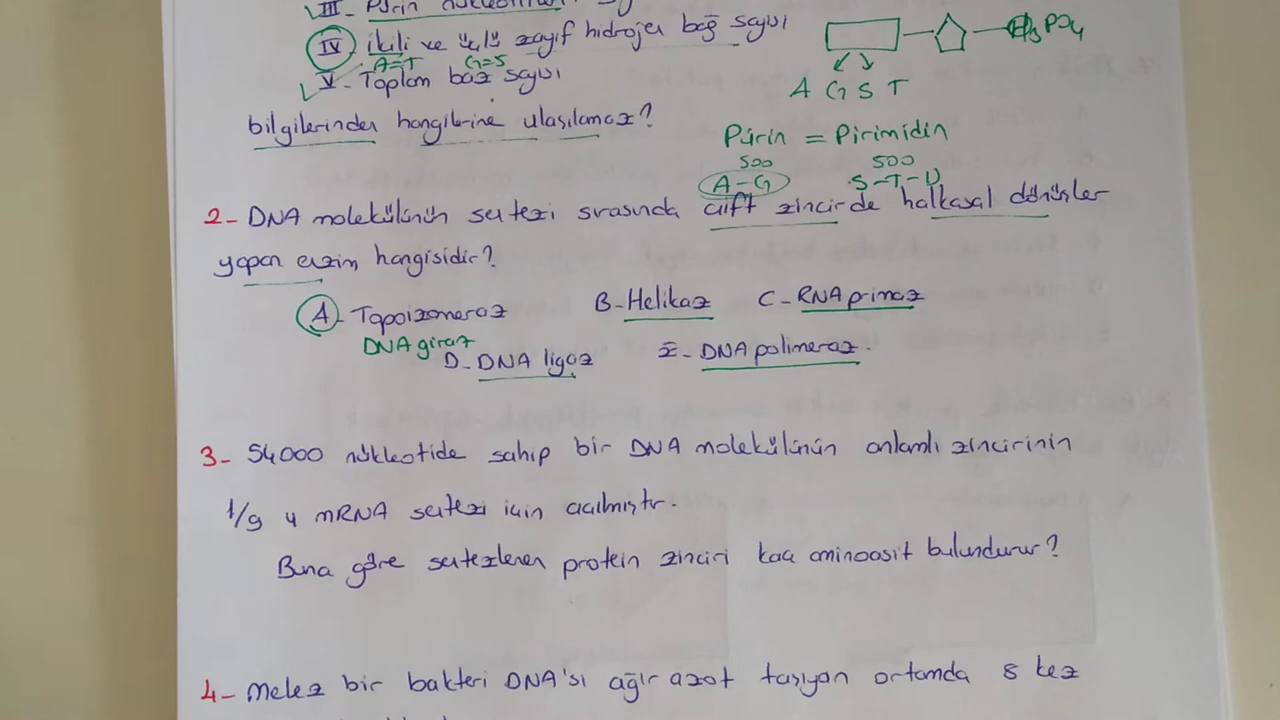 III- Pürin
IV- ikili ve üçlü zayıf hidrojen bağ sayısı
A=T G≡S
V- Toplam baz sayısı
bilgilerinden hangilerine ulaşılamaz?
H3PO4
A G S T
Pürin = Pirimidin
500 500
A-G S-T-U
2- DNA molekülünün sentezi sırasında çift zincirde halkasal dönüşler
yapan enzim hangisidir?
A- Topoizomeraz B- Helikaz C- RNA primaz
DNA giraz
D- DNA ligaz E- DNA polimeraz.
3- 54000 nükleotide sahip bir DNA molekülünün anlamlı zincirinin
1/9 u mRNA sentezi için açılmıştır.
Buna göre sentezlenen protein zinciri kaç aminoasit bulundurur?
4- Melez bir bakteri DNA'sı ağır azot taşıyan ortamda 8 kez